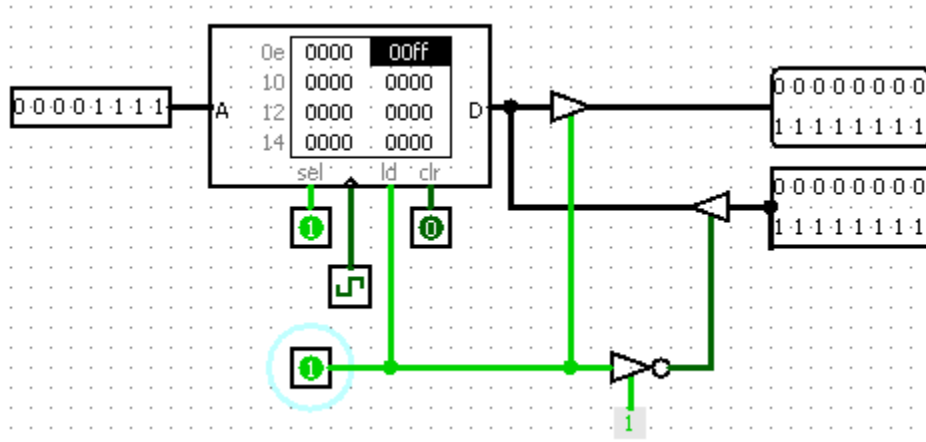 0e 0000 00ff
0 0 0 0 0 0 0 0
0 0 0 0 1 1 1 1
A
10 0000 0000
D
1 1 1 1 1 1 1 1
12 0000 0000
14 0000 0000
sel ld clr
0 0 0 0 0 0 0 0
1 0
1 1 1 1 1 1 1 1
1
1